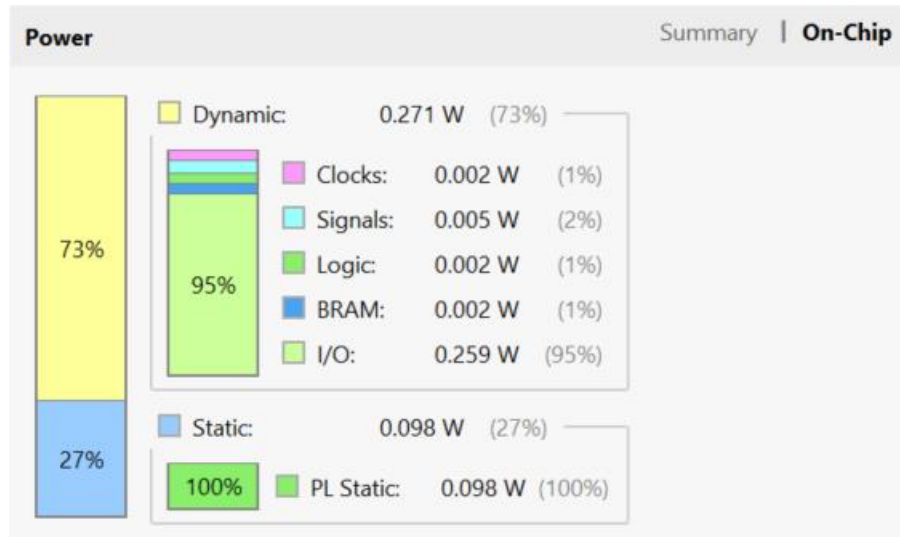 Power Summary | On-Chip
Dynamic: 0.271 W (73%)
Clocks: 0.002 W (1%)
Signals: 0.005 W (2%)
73%
Logic: 0.002 W (1%)
95%
BRAM: 0.002 W (1%)
I/O: 0.259 W (95%)
Static: 0.098 W (27%)
27%
100% PL Static: 0.098 W (100%)